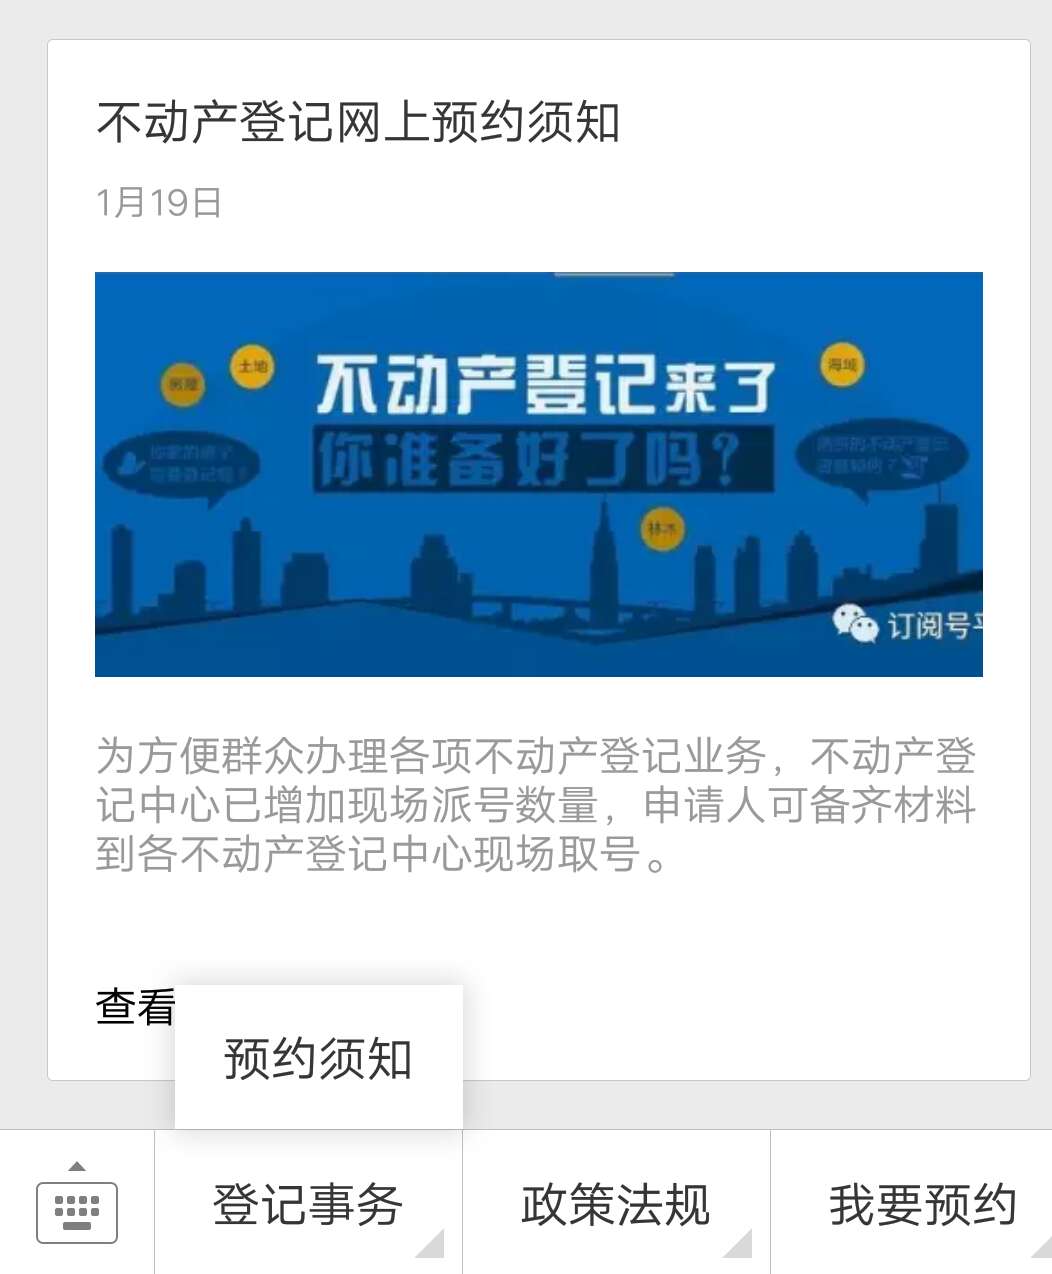 不动产登记网上预约须知
1月19日
土地
海域
房屋
不动产登记来了
你准备好了吗？
林木
订阅号
为方便群众办理各项不动产登记业务，不动产登
记中心已增加现场派号数量，申请人可备齐材料
到各不动产登记中心现场取号。
查看
预约须知
登记事务
政策法规
我要预约